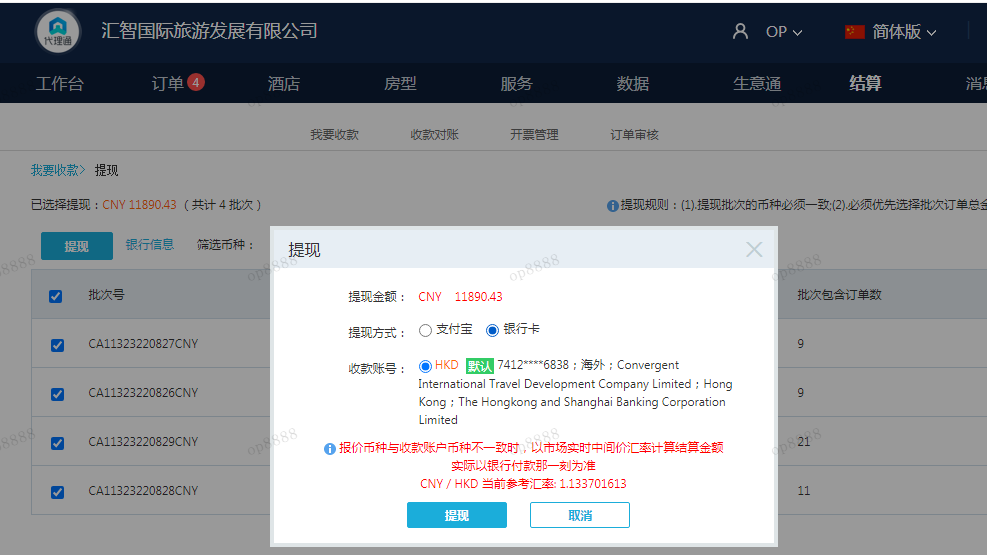 代理通
汇智国际旅游发展有限公司
OP
简体版
工作台
订单 4
酒店
房型
服务
数据
生意通
结算
我要收款
收款对账
开票管理
订单审核
我要收款> 提现
已选择提现：CNY 11890.43 （ 共计 4 批次 ）
提现规则：(1).提现批次的币种必须一致;(2).必须优先选择批次订单总金
提现
银行信息
筛选币种：
批次号
批次包含订单数
CA11323220827CNY
9
CA11323220826CNY
9
CA11323220829CNY
21
CA11323220828CNY
11
提现
提现金额： CNY 11890.43
提现方式： 支付宝 银行卡
收款账号： HKD 默认 7412****6838；海外；Convergent
International Travel Development Company Limited；Hong
Kong；The Hongkong and Shanghai Banking Corporation
Limited
报价币种与收款账户币种不一致时，以市场实时中间价汇率计算结算金额
实际以银行付款那一刻为准
CNY / HKD 当前参考汇率: 1.133701613
提现
取消
op8888
op8888
op8888
op8888
op8888
op8888